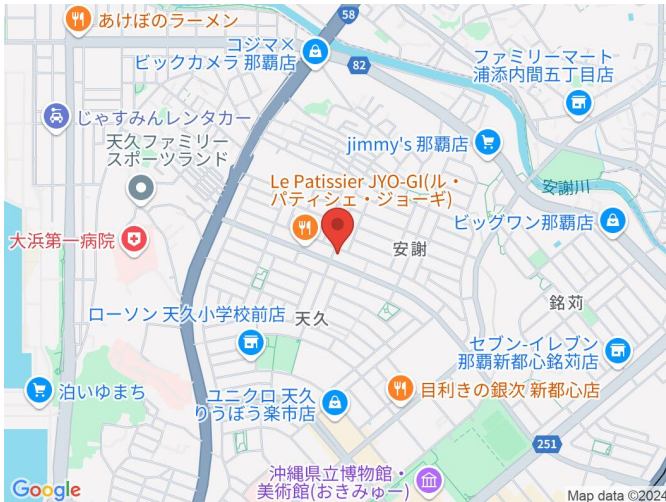 58
あけぼのラーメン
コジマ×
ビックカメラ 那覇店
82
ファミリーマート
浦添内間五丁目店
じゃすみんレンタカー
天久ファミリー
スポーツランド
jimmy's 那覇店
Le Patissier JYO-GI(ル・
パティシェ・ジョーギ)
安謝川
ビッグワン那覇店
大浜第一病院
安謝
銘苅
ローソン 天久小学校前店
天久
セブン-イレブン
那覇新都心銘苅店
泊いゆまち
ユニクロ 天久
りうぼう楽市店
目利きの銀次 新都心店
251
沖縄県立博物館・
美術館(おきみゅー)
Google
Map data ©2024